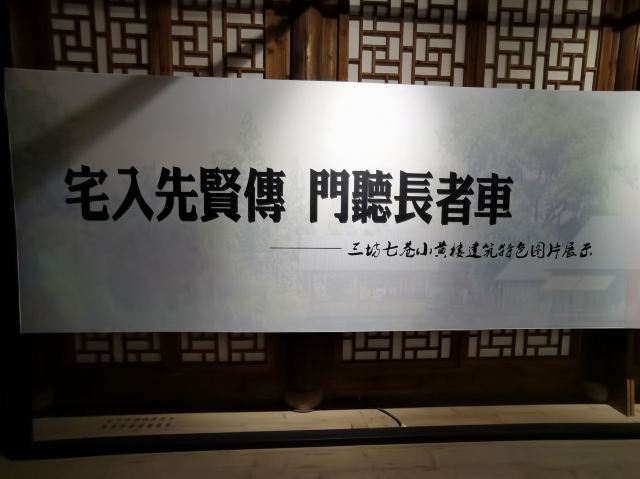 宅入先賢傳 門聽長者車
——三坊七巷小黄楼建筑特色图片展示